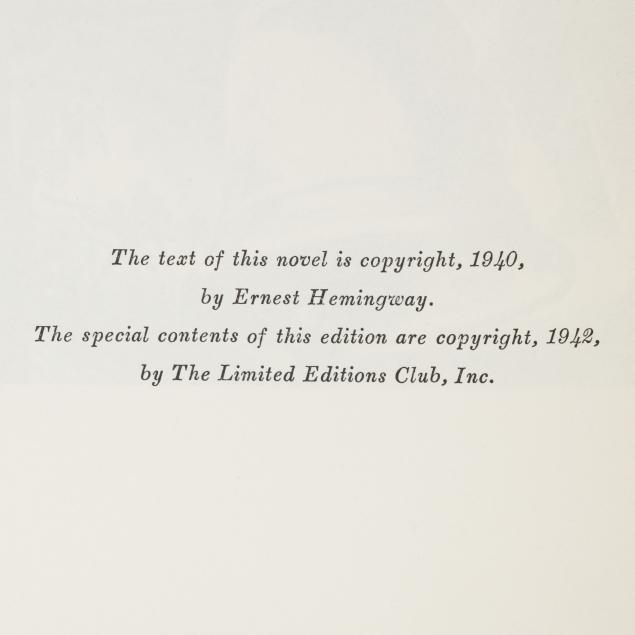 The text of this novel is copyright, 1940,
by Ernest Hemingway.
The special contents of this edition are copyright, 1942,
by The Limited Editions Club, Inc.